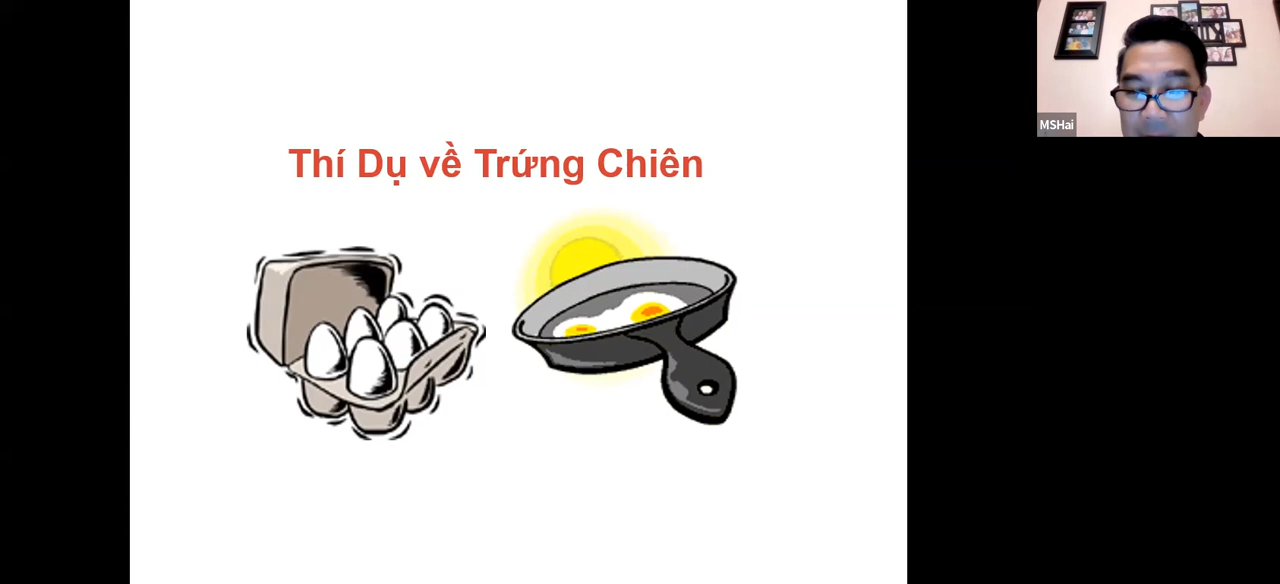 Thí Dụ về Trứng Chiên
MSHai